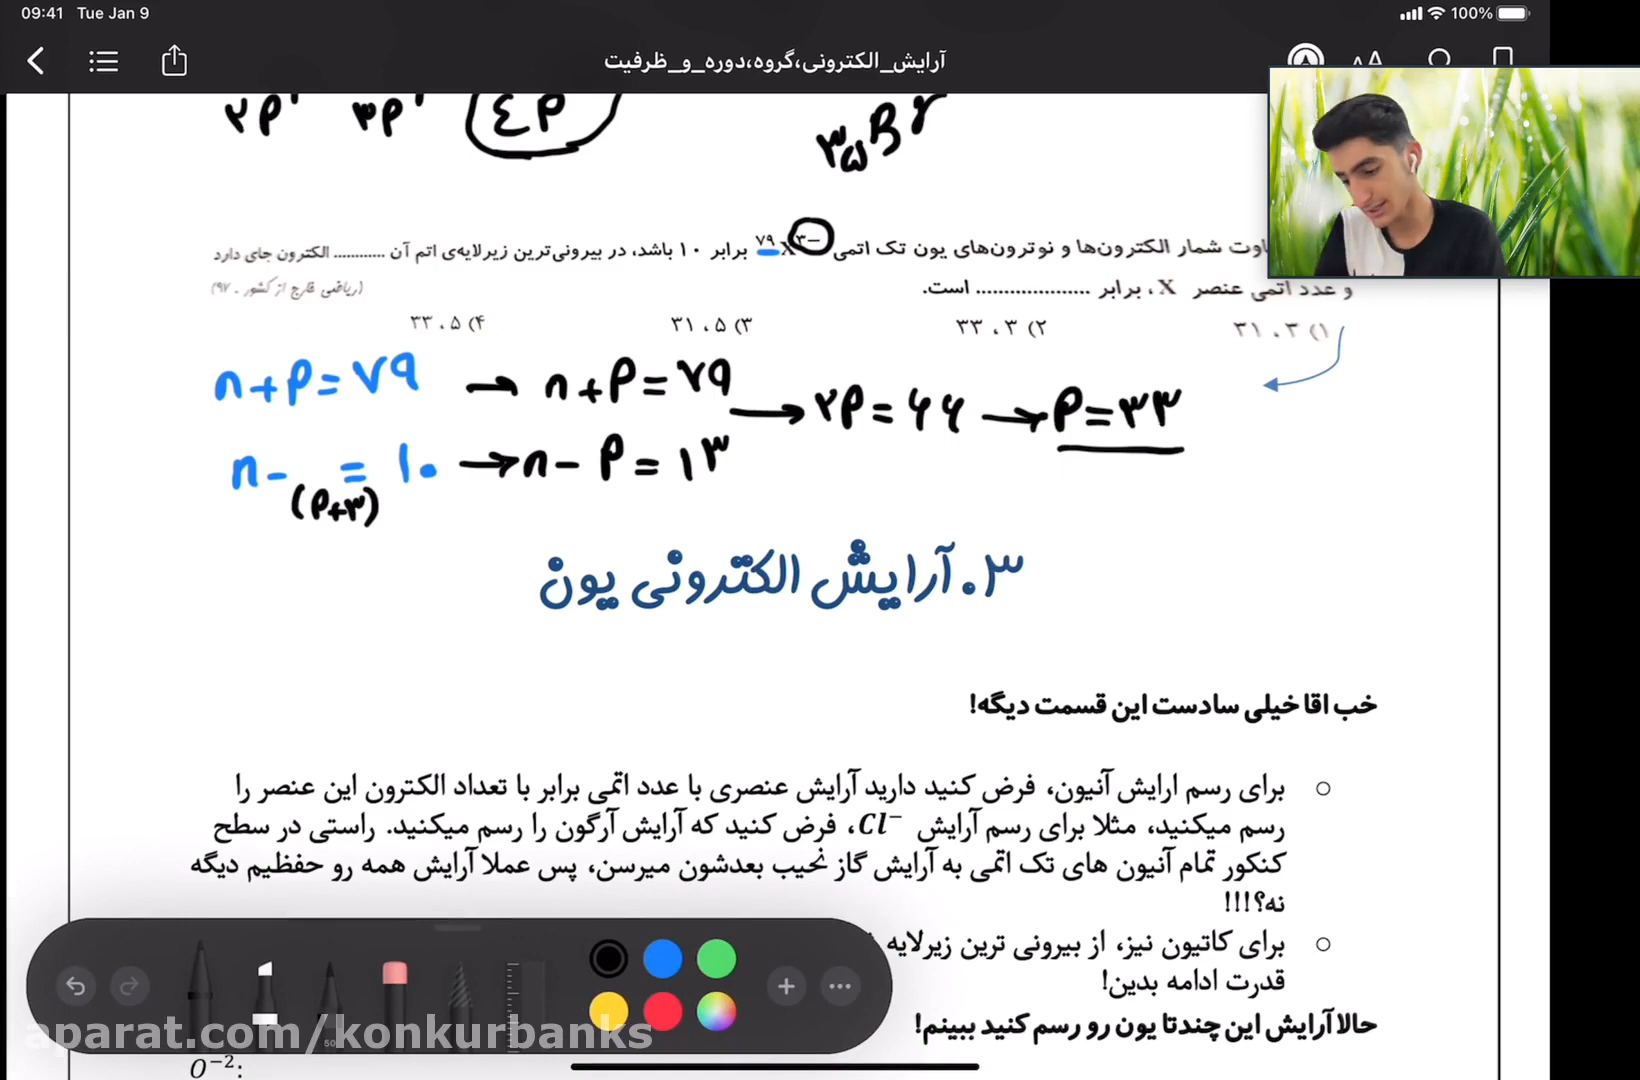 09:41 Tue Jan 9
100%
آرایش_الکترونی،گروه،دوره_و_ظرفیت
۲p۱ ۳p۱ ٤p
۳۵Br
اوت شمار الکترون‌ها و نوترون‌های یون تک اتمی ۷۹X۳− برابر ۱۰ باشد، در بیرونی‌ترین زیرلایه‌ی اتم آن ............ الکترون جای دارد
و عدد اتمی عنصر X ، برابر .................... است.
(ریاضی خارج از کشور ـ ۹۷)
۱) ۳ ، ۳۱
۲) ۳ ، ۳۳
۳) ۵ ، ۳۱
۴) ۵ ، ۳۳
n+p=۷۹ → n+p=۷۹ → ۲p=۶۶ → p=۳۳
n- (p+۳) =۱۰ → n- p=۱۳
۳.آرایش الکترونی یون
خب اقا خیلی سادست این قسمت دیگه!
○ برای رسم ارایش آنیون، فرض کنید دارید آرایش عنصری با عدد اتمی برابر با تعداد الکترون این عنصر را
رسم میکنید، مثلا برای رسم آرایش Cl−، فرض کنید که آرایش آرگون را رسم میکنید. راستی در سطح
کنکور تمام آنیون های تک اتمی به آرایش گاز نجیب بعدشون میرسن، پس عملا آرایش همه رو حفظیم دیگه
نه؟!!!
○ برای کاتیون نیز، از بیرونی ترین زیرلایه
قدرت ادامه بدین!
حالا آرایش این چندتا یون رو رسم کنید ببینم!
50
aparat.com/konkurbanks
O−2: